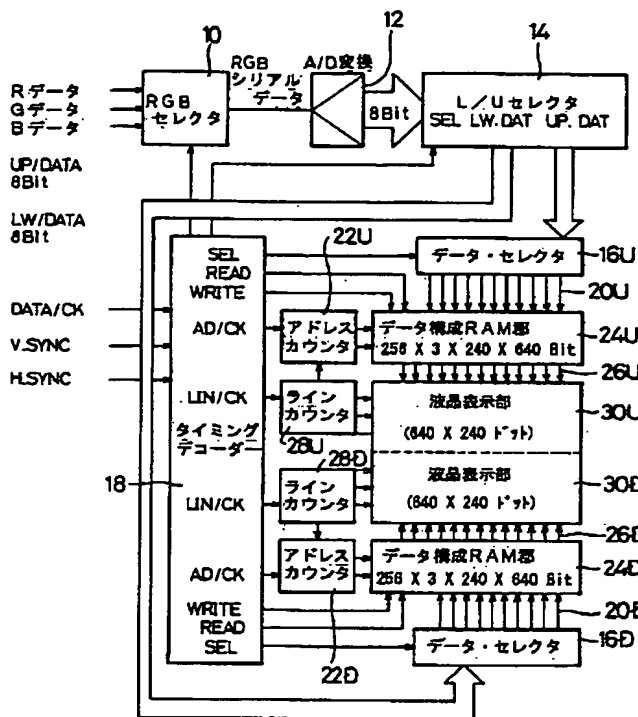 10
12
14
RGB
シリアル
データ
A/D変換
Rデータ
Gデータ
Bデータ
RGB
セレクタ
8Bit
L/Uセレクタ
SEL LW.DAT UP.DAT
UP/DATA
8Bit
LW/DATA
8Bit
22U
SEL
READ
WRITE
データ・セレクタ
16U
20U
DATA/CK
V.SYNC
H.SYNC
AD/CK
アドレス
カウンタ
データ構成RAM郡
256 X 3 X 240 X 640 Bit
24U
26U
LIN/CK
ライン
カウンタ
28U
液晶表示部
(640 X 240 ドット)
30U
タイミング
デコーダー
18
28D
LIN/CK
ライン
カウンタ
液晶表示部
(640 X 240 ドット)
30D
26D
AD/CK
アドレス
カウンタ
データ構成RAM郡
256 X 3 X 240 X 640 Bit
24D
WRITE
READ
SEL
20D
データ・セレクタ
16D
22D